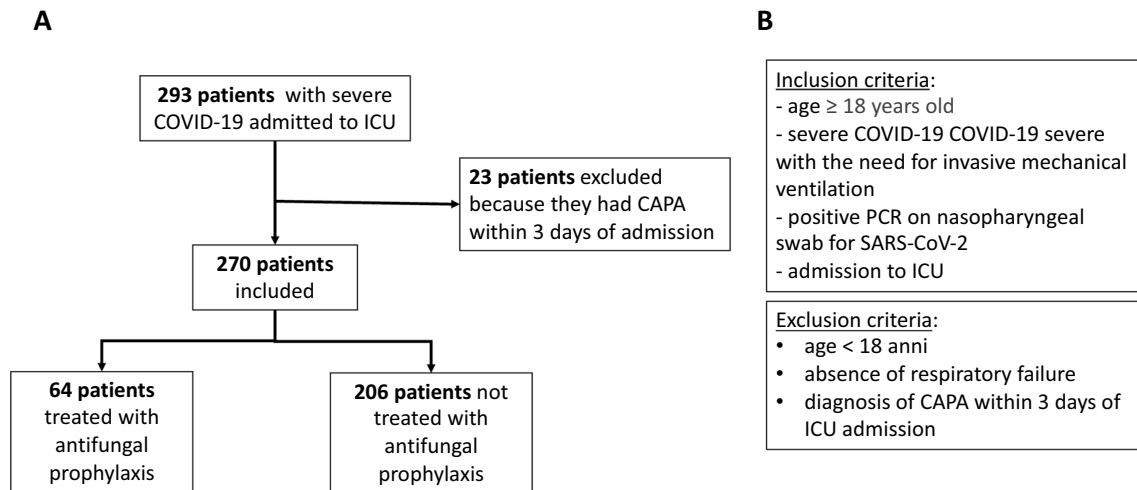 A
293 patients with severe
COVID-19 admitted to ICU
23 patients excluded
because they had CAPA
within 3 days of admission
270 patients
included
64 patients
treated with
antifungal
prophylaxis
206 patients not
treated with
antifungal
prophylaxis
B
Inclusion criteria:
- age ≥ 18 years old
- severe COVID-19 COVID-19 severe
with the need for invasive mechanical
ventilation
- positive PCR on nasopharyngeal
swab for SARS-CoV-2
- admission to ICU
Exclusion criteria:
• age < 18 anni
• absence of respiratory failure
• diagnosis of CAPA within 3 days of
ICU admission